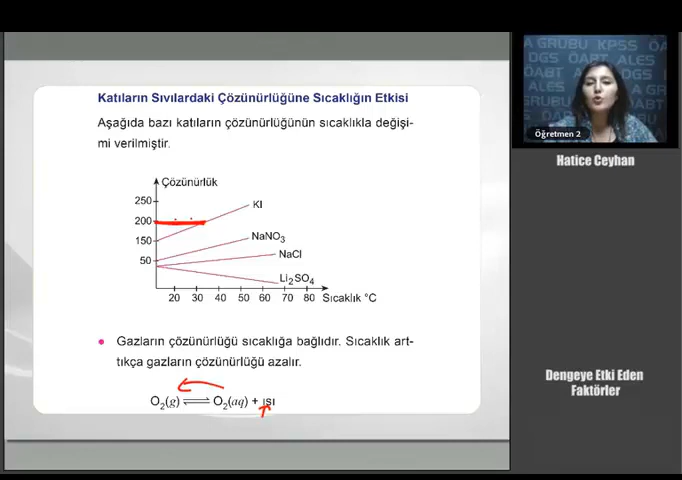 Katıların Sıvılardaki Çözünürlüğüne Sıcaklığın Etkisi
Aşağıda bazı katıların çözünürlüğünün sıcaklıkla değişi-
mi verilmiştir.
Çözünürlük
250
200
150
50
KI
NaNO3
NaCl
Li2SO4
20 30 40 50 60 70 80 Sıcaklık °C
• Gazların çözünürlüğü sıcaklığa bağlıdır. Sıcaklık art-
tıkça gazların çözünürlüğü azalır.
O2(g) ⇌ O2(aq) + ısı
A GRUBU KPSS ÖA
DGS ÖABT ALES
Öğretmen 2
Hatice Ceyhan
Dengeye Etki Eden
Faktörler